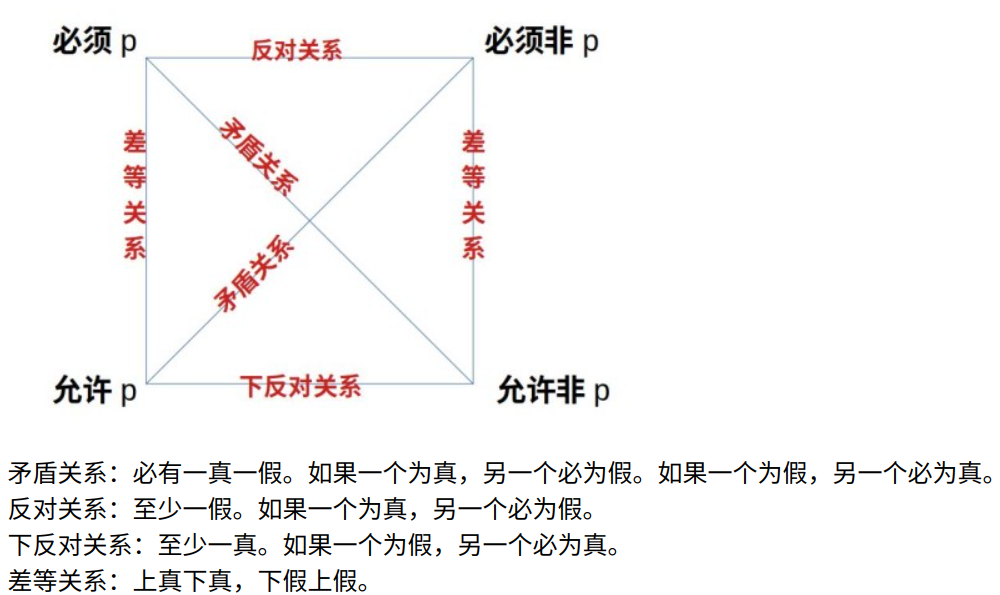 必须 p
反对关系
必须非 p
差等关系
矛盾关系
差等关系
矛盾关系
允许 p
下反对关系
允许非 p
矛盾关系：必有一真一假。如果一个为真，另一个必为假。如果一个为假，另一个必为真。
反对关系：至少一假。如果一个为真，另一个必为假。
下反对关系：至少一真。如果一个为假，另一个必为真。
差等关系：上真下真，下假上假。